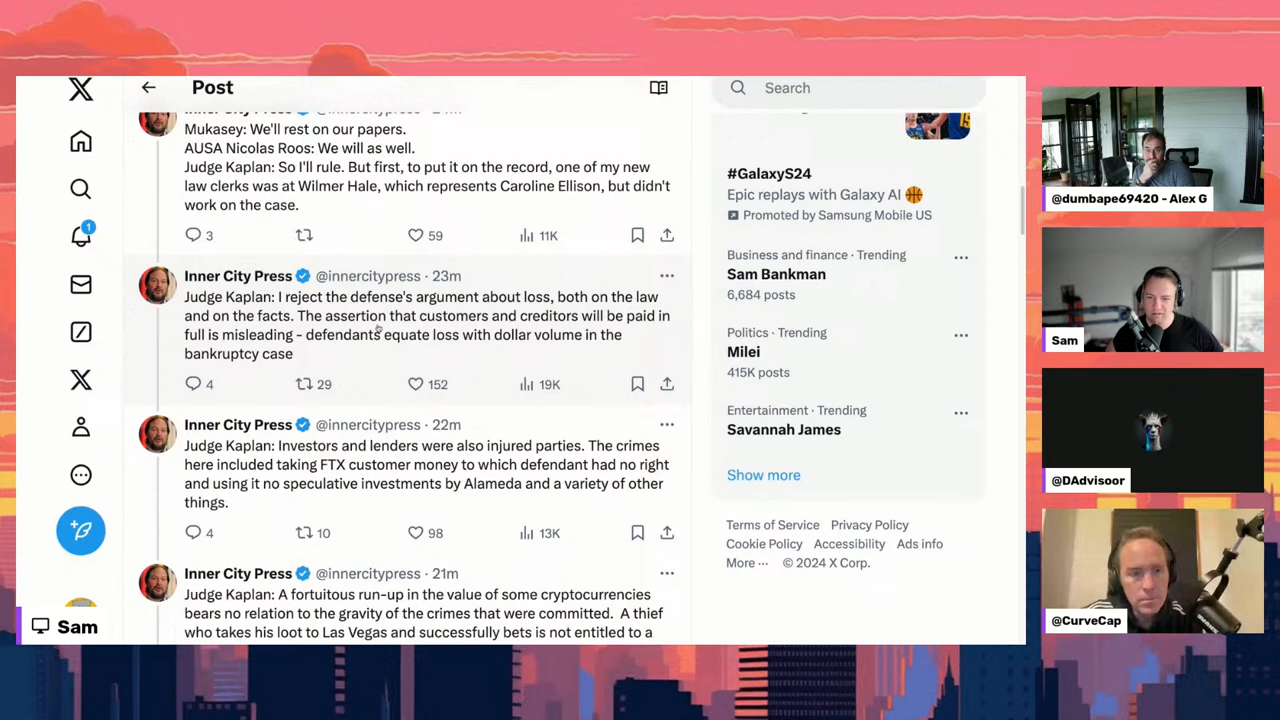 Post
Mukasey: We'll rest on our papers.
AUSA Nicolas Roos: We will as well.
Judge Kaplan: So I'll rule. But first, to put it on the record, one of my new
law clerks was at Wilmer Hale, which represents Caroline Ellison, but didn't
work on the case.
3
59
11K
Inner City Press @innercitypress · 23m
Judge Kaplan: I reject the defense's argument about loss, both on the law
and on the facts. The assertion that customers and creditors will be paid in
full is misleading - defendants equate loss with dollar volume in the
bankruptcy case
4
29
152
19K
Inner City Press @innercitypress · 22m
Judge Kaplan: Investors and lenders were also injured parties. The crimes
here included taking FTX customer money to which defendant had no right
and using it no speculative investments by Alameda and a variety of other
things.
4
10
98
13K
Inner City Press @innercitypress · 21m
Judge Kaplan: A fortuitous run-up in the value of some cryptocurrencies
bears no relation to the gravity of the crimes that were committed. A thief
who takes his loot to Las Vegas and successfully bets is not entitled to a
1
Search
#GalaxyS24
Epic replays with Galaxy AI 🏀
Promoted by Samsung Mobile US
Business and finance · Trending
Sam Bankman
6,684 posts
Politics · Trending
Milei
415K posts
Entertainment · Trending
Savannah James
Show more
Terms of Service Privacy Policy
Cookie Policy Accessibility Ads info
More ··· © 2024 X Corp.
Sam
@dumbape69420 - Alex G
Sam
@DAdvisoor
@CurveCap